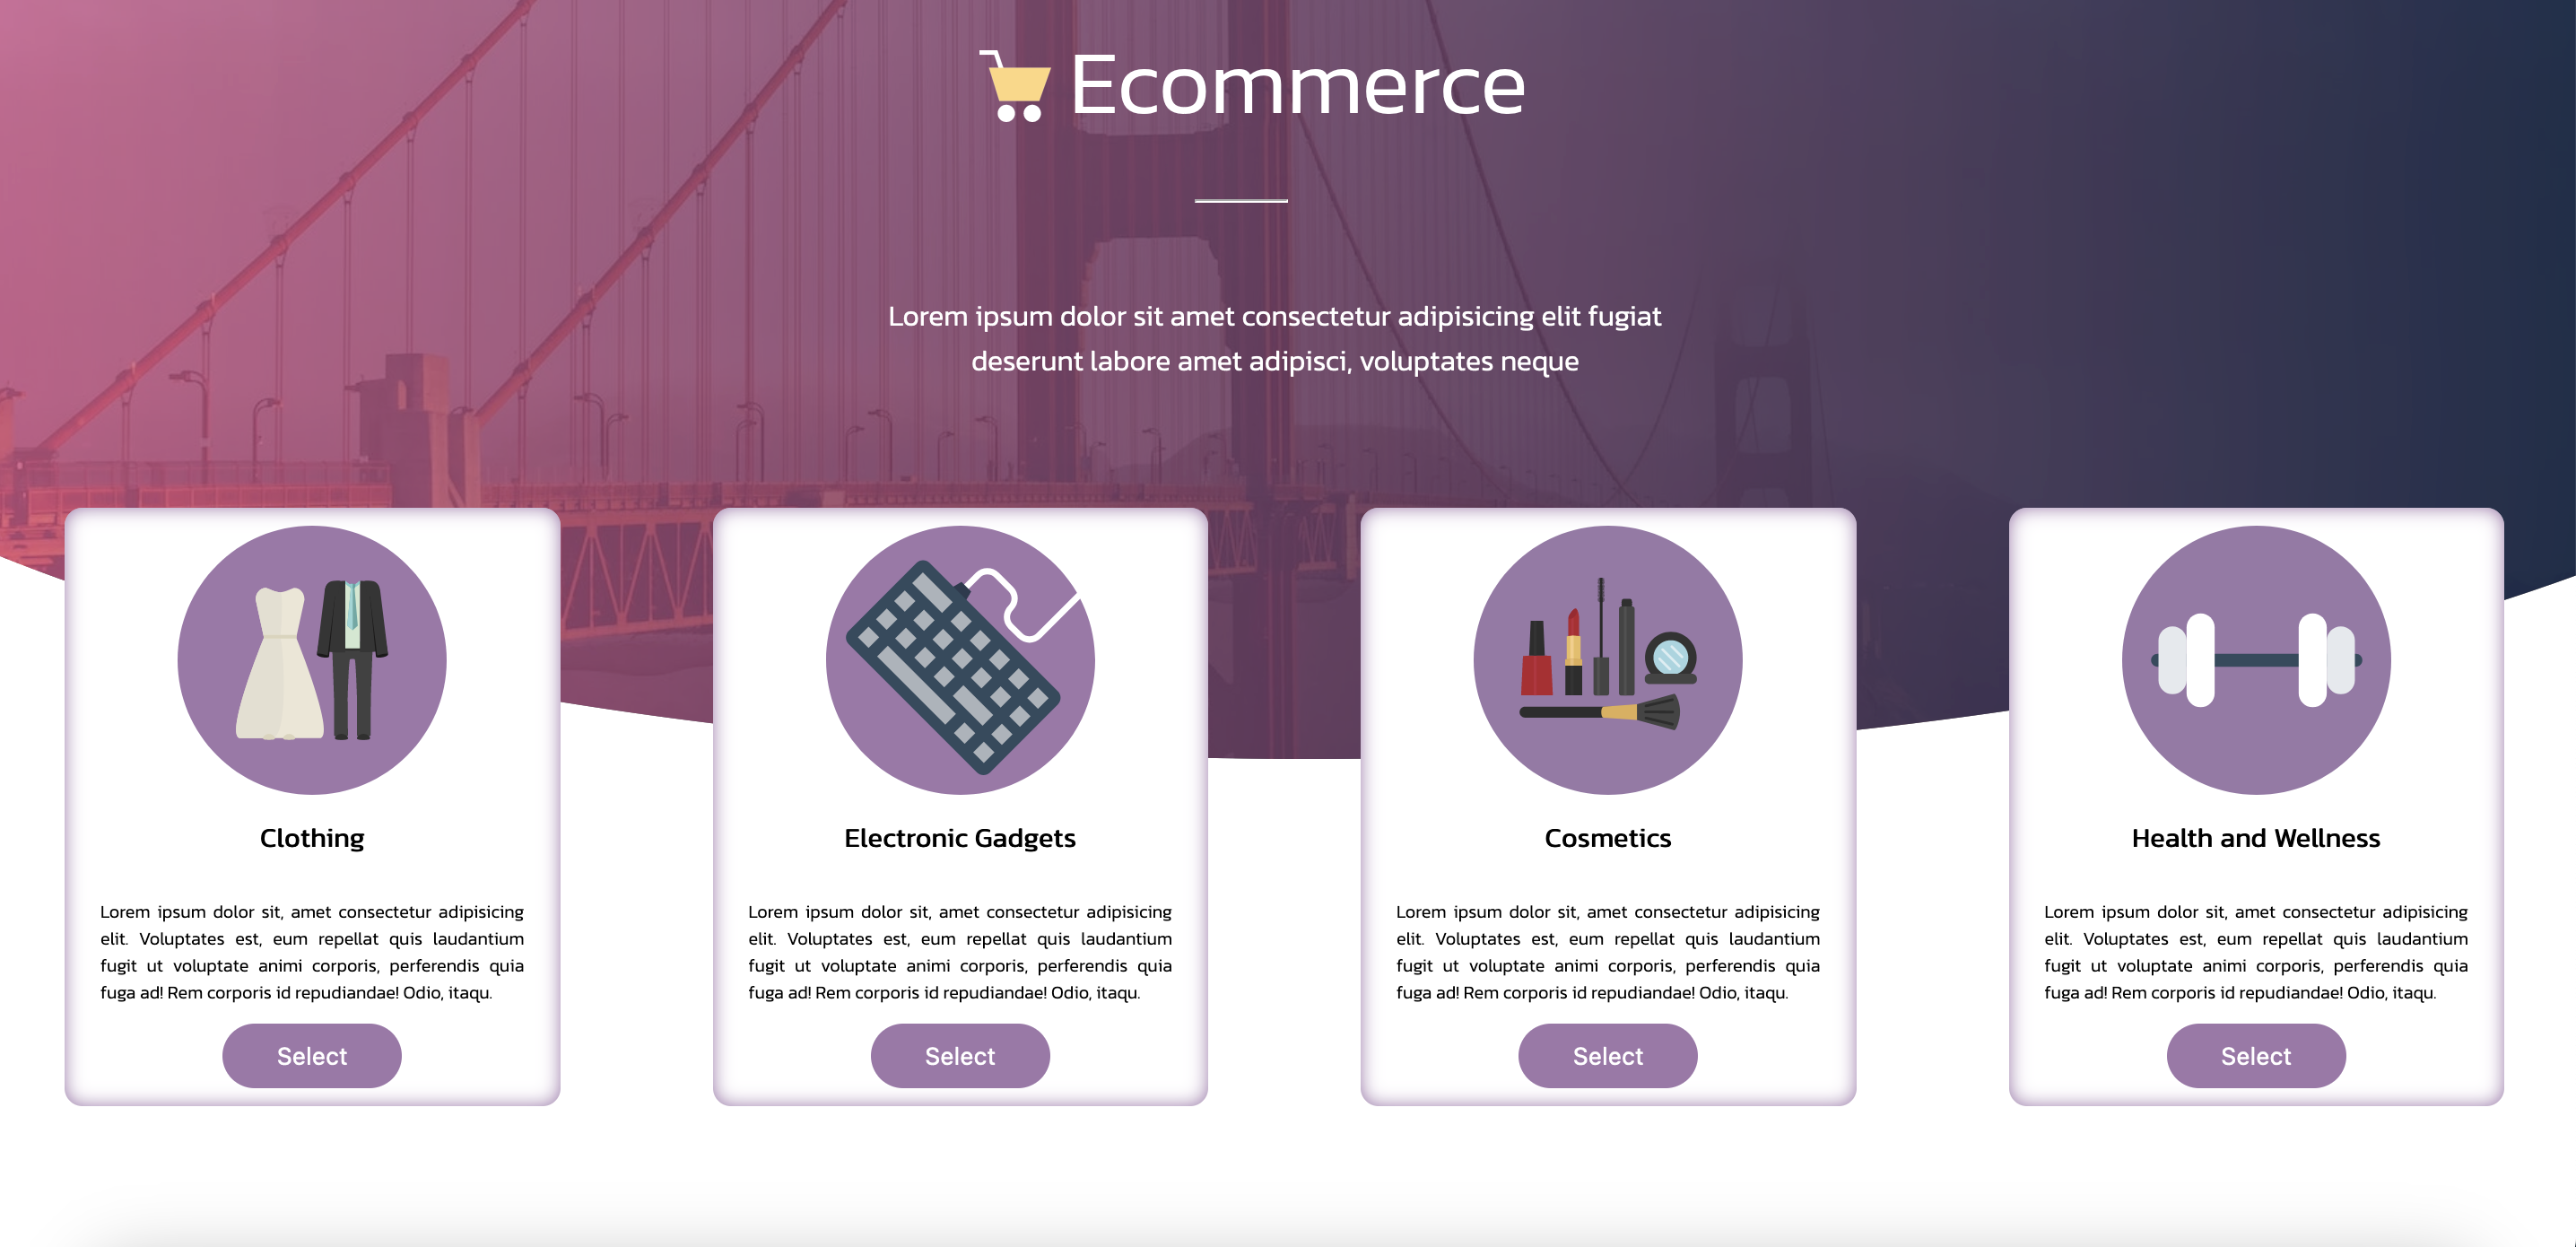 Ecommerce
Lorem ipsum dolor sit amet consectetur adipisicing elit fugiat
deserunt labore amet adipisci, voluptates neque
Clothing
Lorem ipsum dolor sit, amet consectetur adipisicing
elit. Voluptates est, eum repellat quis laudantium
fugit ut voluptate animi corporis, perferendis quia
fuga ad! Rem corporis id repudiandae! Odio, itaqu.
Select
Electronic Gadgets
Lorem ipsum dolor sit, amet consectetur adipisicing
elit. Voluptates est, eum repellat quis laudantium
fugit ut voluptate animi corporis, perferendis quia
fuga ad! Rem corporis id repudiandae! Odio, itaqu.
Select
Cosmetics
Lorem ipsum dolor sit, amet consectetur adipisicing
elit. Voluptates est, eum repellat quis laudantium
fugit ut voluptate animi corporis, perferendis quia
fuga ad! Rem corporis id repudiandae! Odio, itaqu.
Select
Health and Wellness
Lorem ipsum dolor sit, amet consectetur adipisicing
elit. Voluptates est, eum repellat quis laudantium
fugit ut voluptate animi corporis, perferendis quia
fuga ad! Rem corporis id repudiandae! Odio, itaqu.
Select